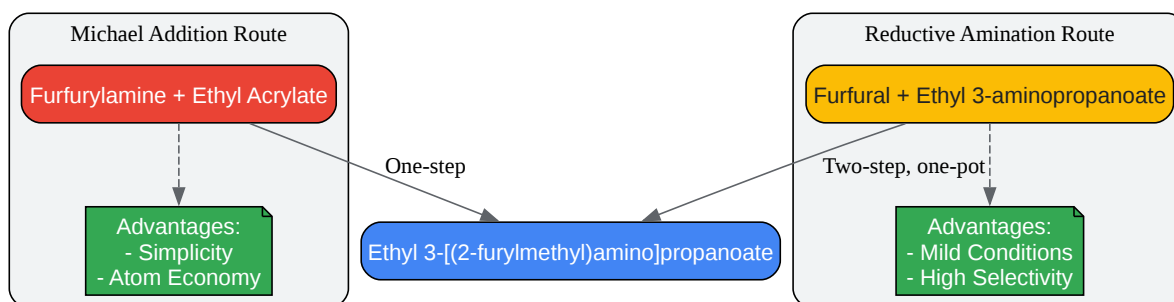 Michael Addition Route
Furfurylamine + Ethyl Acrylate
One-step
Advantages:
- Simplicity
- Atom Economy
Ethyl 3-[(2-furylmethyl)amino]propanoate
Reductive Amination Route
Furfural + Ethyl 3-aminopropanoate
Two-step, one-pot
Advantages:
- Mild Conditions
- High Selectivity